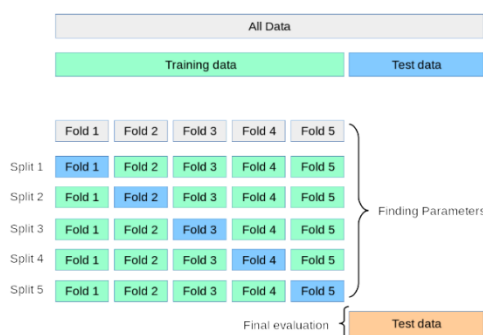 All Data
Training data Test data
Fold 1 Fold 2 Fold 3 Fold 4 Fold 5
Split 1 Fold 1 Fold 2 Fold 3 Fold 4 Fold 5
Split 2 Fold 1 Fold 2 Fold 3 Fold 4 Fold 5
Split 3 Fold 1 Fold 2 Fold 3 Fold 4 Fold 5
Finding Parameters
Split 4 Fold 1 Fold 2 Fold 3 Fold 4 Fold 5
Split 5 Fold 1 Fold 2 Fold 3 Fold 4 Fold 5
Final evaluation Test data